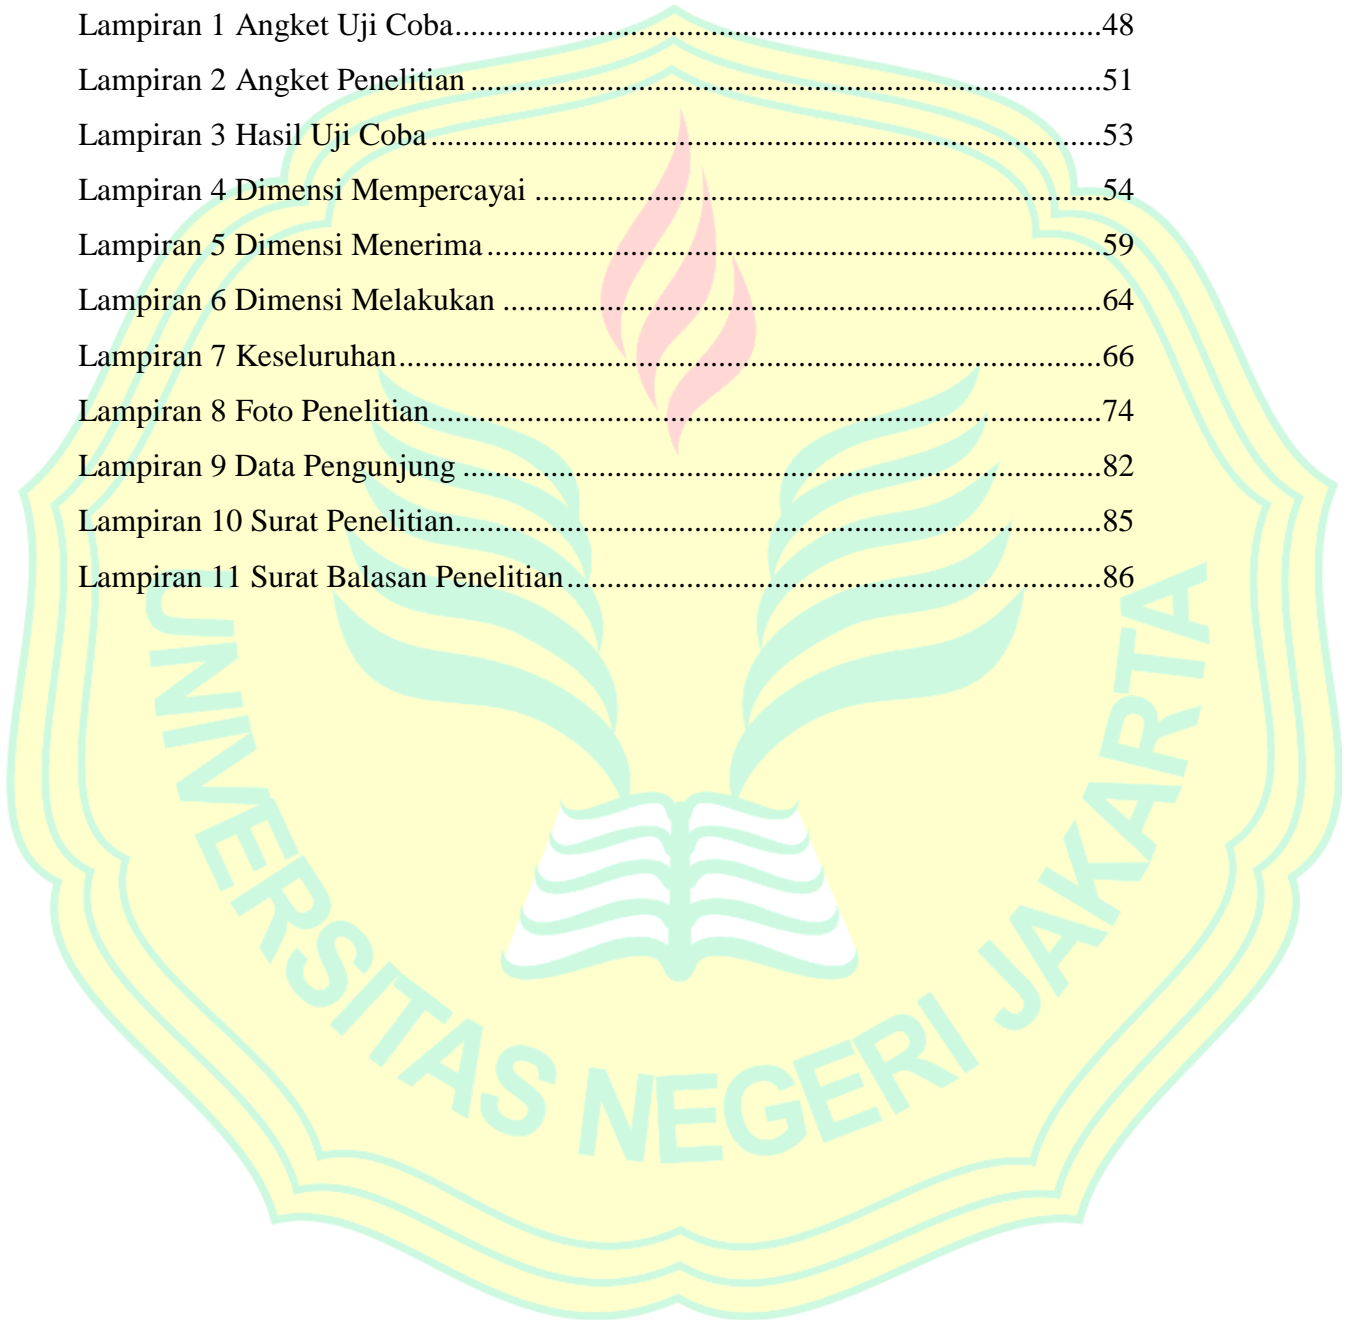 Lampiran 1 Angket Uji Coba................................................................................48
Lampiran 2 Angket Penelitian ..............................................................................51
Lampiran 3 Hasil Uji Coba...................................................................................53
Lampiran 4 Dimensi Mempercayai ......................................................................54
Lampiran 5 Dimensi Menerima............................................................................59
Lampiran 6 Dimensi Melakukan ..........................................................................64
Lampiran 7 Keseluruhan.......................................................................................66
Lampiran 8 Foto Penelitian...................................................................................74
Lampiran 9 Data Pengunjung ...............................................................................82
Lampiran 10 Surat Penelitian................................................................................85
Lampiran 11 Surat Balasan Penelitian..................................................................86
UNIVERSITAS NEGERI JAKARTA